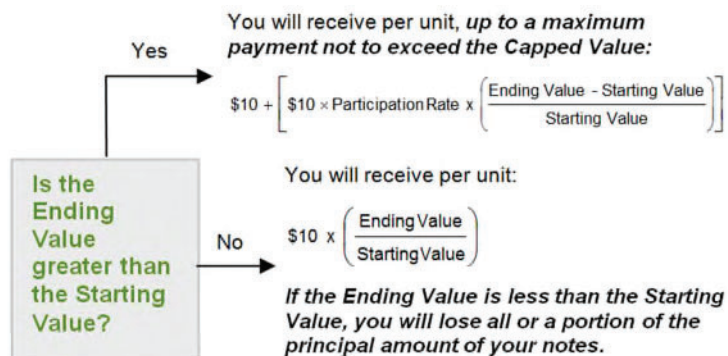 You will receive per unit, up to a maximum
payment not to exceed the Capped Value:
Yes
$10 + [ $10 × Participation Rate x ( Ending Value - Starting Value / Starting Value ) ]
Is the
Ending
Value
greater than
the Starting
Value?
No
You will receive per unit:
$10 x ( Ending Value / Starting Value )
If the Ending Value is less than the Starting
Value, you will lose all or a portion of the
principal amount of your notes.